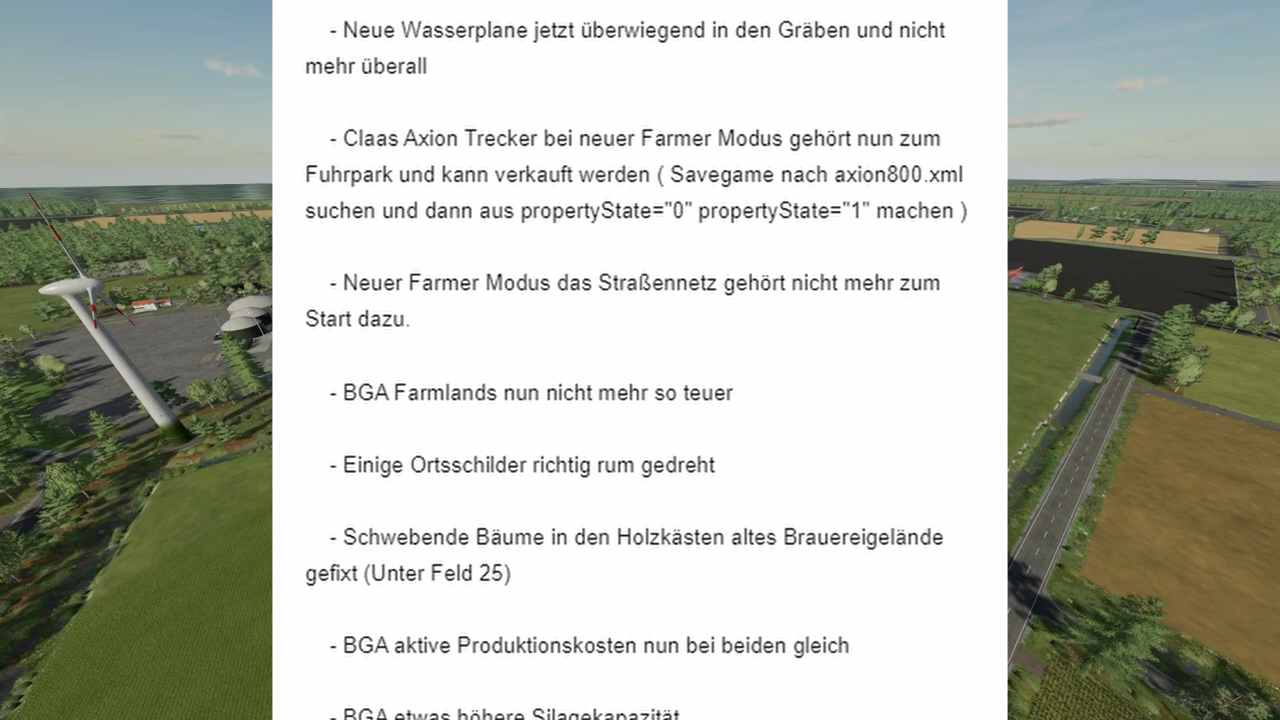 - Neue Wasserplane jetzt überwiegend in den Gräben und nicht
mehr überall
- Claas Axion Trecker bei neuer Farmer Modus gehört nun zum
Fuhrpark und kann verkauft werden ( Savegame nach axion800.xml
suchen und dann aus propertyState="0" propertyState="1" machen )
- Neuer Farmer Modus das Straßennetz gehört nicht mehr zum
Start dazu.
- BGA Farmlands nun nicht mehr so teuer
- Einige Ortsschilder richtig rum gedreht
- Schwebende Bäume in den Holzkästen altes Brauereigelände
gefixt (Unter Feld 25)
- BGA aktive Produktionskosten nun bei beiden gleich
- BGA etwas höhere Silagekapazität